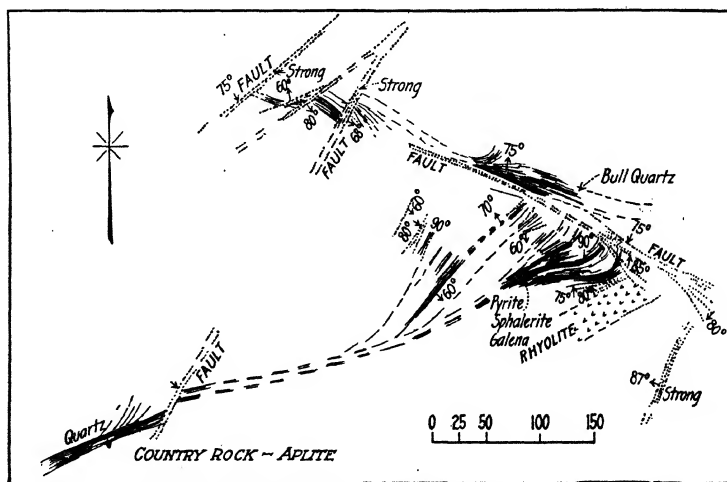 75° FAULT
Strong
60°
Strong
80°
68°
FAULT
FAULT
75°
Bull Quartz
80° 60°
90°
70°
60°
90°
75°
FAULT
85°
60°
75° 80°
80°
Pyrite
Sphalerite
Galena
RHYOLITE
87°
Strong
FAULT
Quartz
0 25 50 100 150
COUNTRY ROCK ~ APLITE